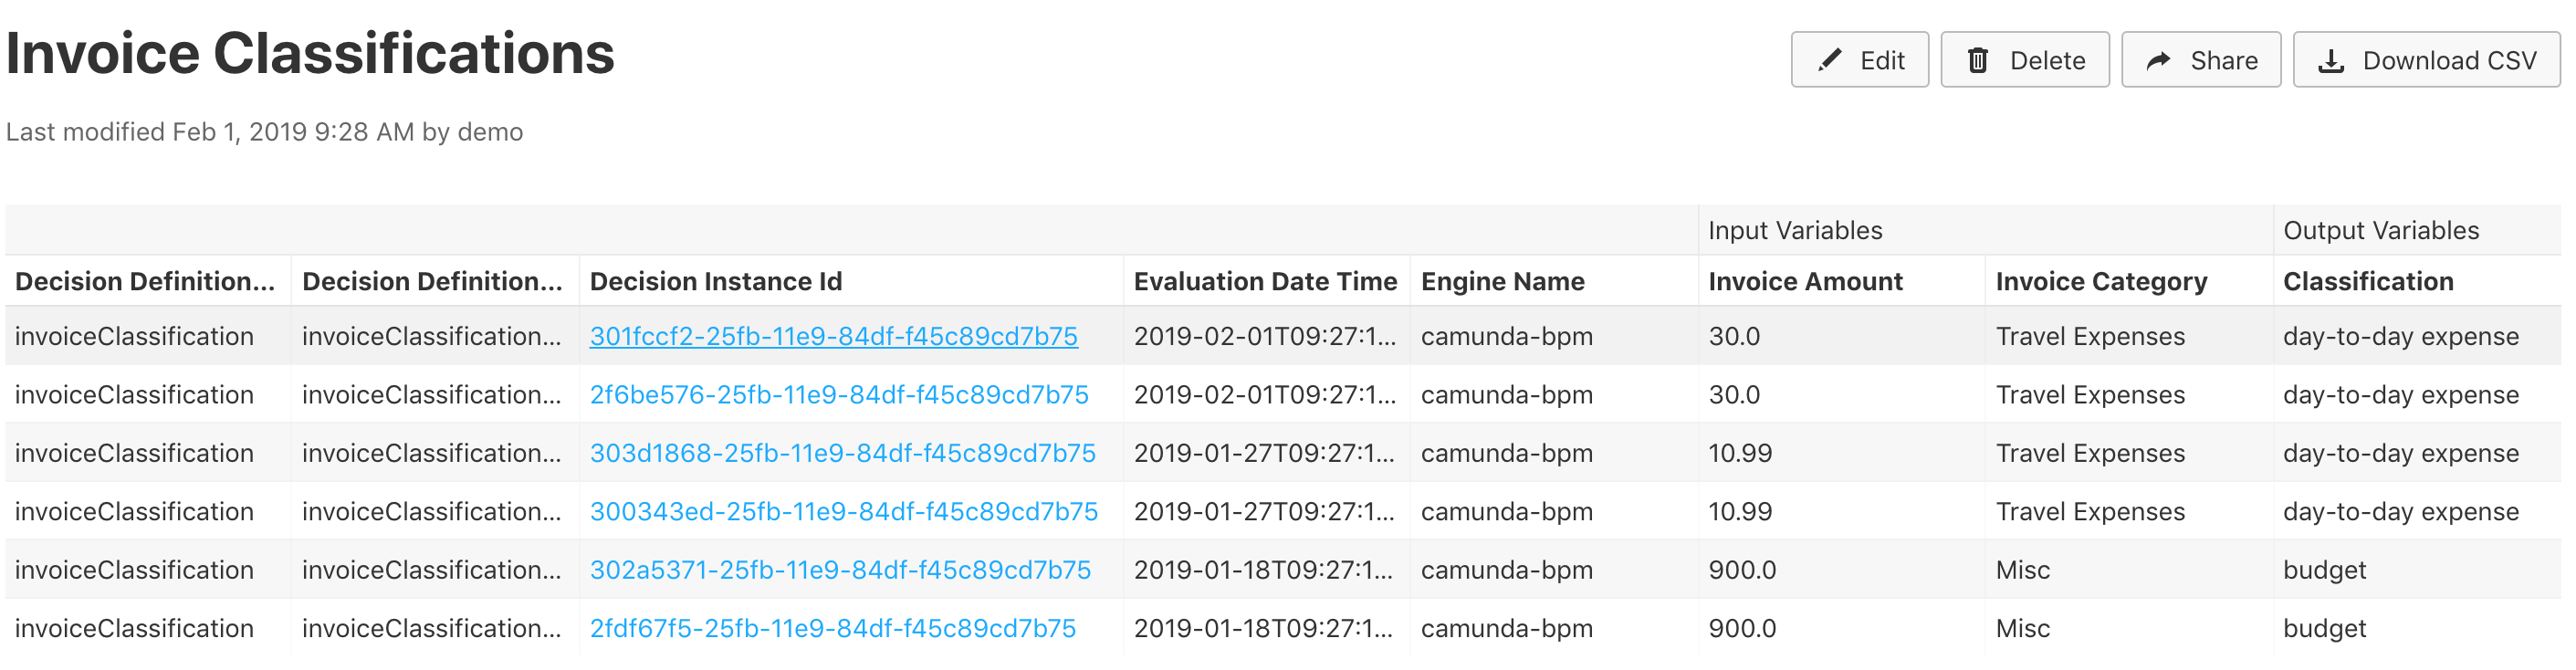 Invoice Classifications
Edit Delete Share Download CSV
Last modified Feb 1, 2019 9:28 AM by demo
Input Variables Output Variables
Decision Definition... Decision Definition... Decision Instance Id Evaluation Date Time Engine Name Invoice Amount Invoice Category Classification
invoiceClassification invoiceClassification... 301fccf2-25fb-11e9-84df-f45c89cd7b75 2019-02-01T09:27:1... camunda-bpm 30.0 Travel Expenses day-to-day expense
invoiceClassification invoiceClassification... 2f6be576-25fb-11e9-84df-f45c89cd7b75 2019-02-01T09:27:1... camunda-bpm 30.0 Travel Expenses day-to-day expense
invoiceClassification invoiceClassification... 303d1868-25fb-11e9-84df-f45c89cd7b75 2019-01-27T09:27:1... camunda-bpm 10.99 Travel Expenses day-to-day expense
invoiceClassification invoiceClassification... 300343ed-25fb-11e9-84df-f45c89cd7b75 2019-01-27T09:27:1... camunda-bpm 10.99 Travel Expenses day-to-day expense
invoiceClassification invoiceClassification... 302a5371-25fb-11e9-84df-f45c89cd7b75 2019-01-18T09:27:1... camunda-bpm 900.0 Misc budget
invoiceClassification invoiceClassification... 2fdf67f5-25fb-11e9-84df-f45c89cd7b75 2019-01-18T09:27:1... camunda-bpm 900.0 Misc budget